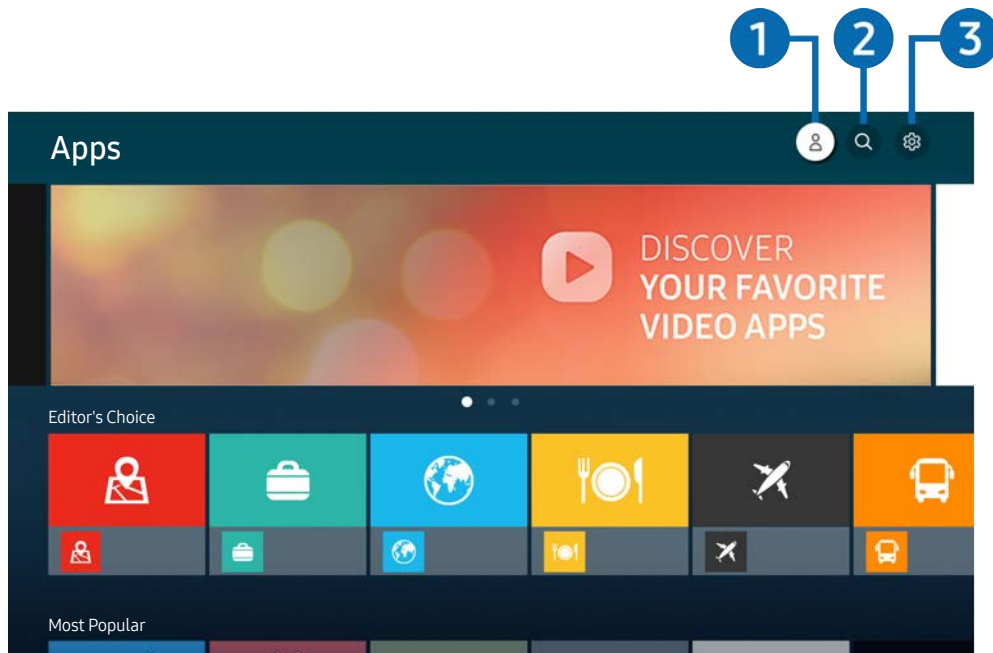 1 2 3
Apps
DISCOVER
YOUR FAVORITE
VIDEO APPS
Editor's Choice
Most Popular